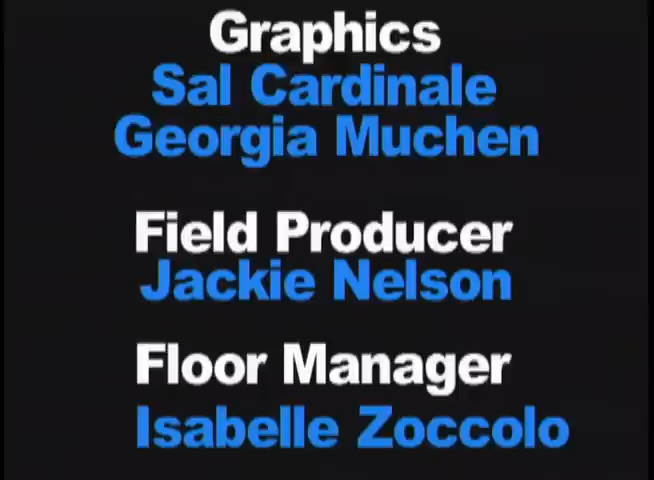 Graphics
Sal Cardinale
Georgia Muchen
Field Producer
Jackie Nelson
Floor Manager
Isabelle Zoccolo